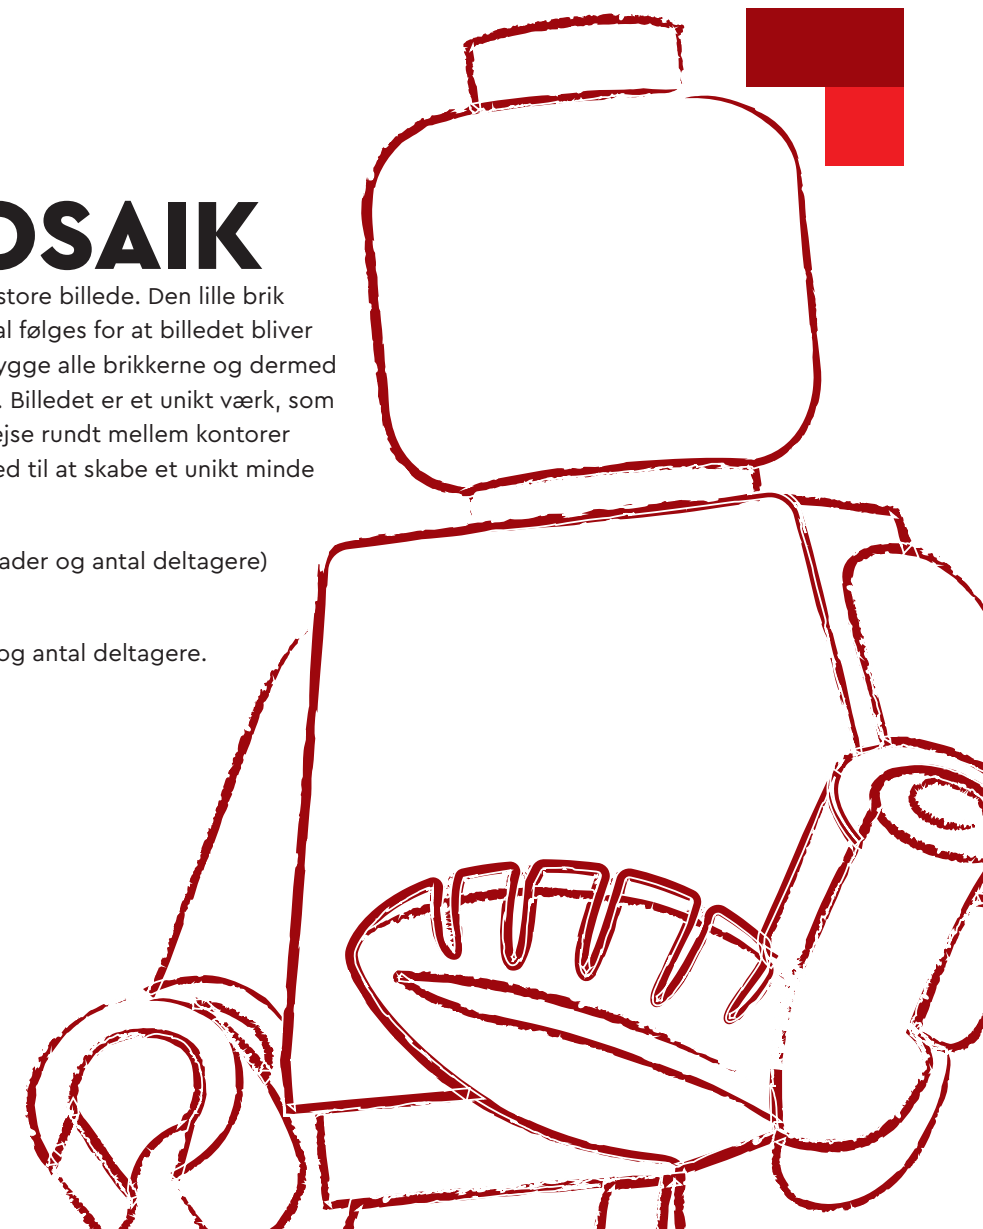 OSAIK
store billede. Den lille brik
al følges for at billedet bliver
ygge alle brikkerne og dermed
. Billedet er et unikt værk, som
ejse rundt mellem kontorer
ed til at skabe et unikt minde
ader og antal deltagere)
og antal deltagere.